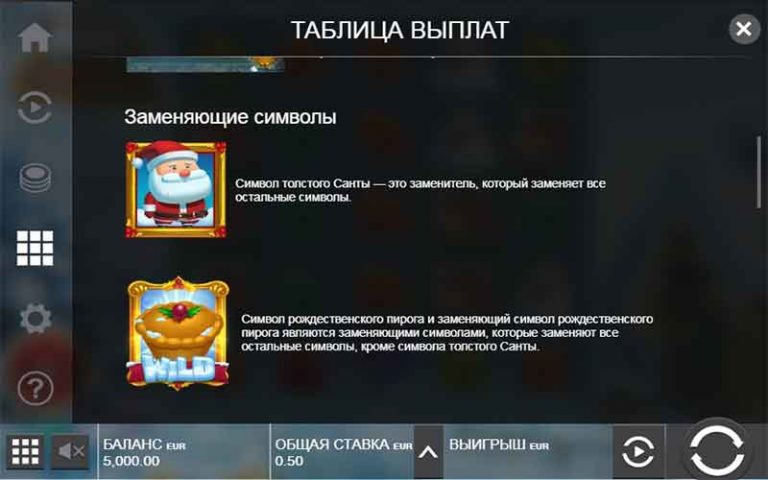 ТАБЛИЦА ВЫПЛАТ
Заменяющие символы
Символ толстого Санты — это заменитель, который заменяет все
остальные символы.
Символ рождественского пирога и заменяющий символ рождественского
пирога являются заменяющими символами, которые заменяют все
остальные символы, кроме символа толстого Санты.
WILD
БАЛАНС EUR
5,000.00
ОБЩАЯ СТАВКА EUR
0.50
ВЫИГРЫШ EUR